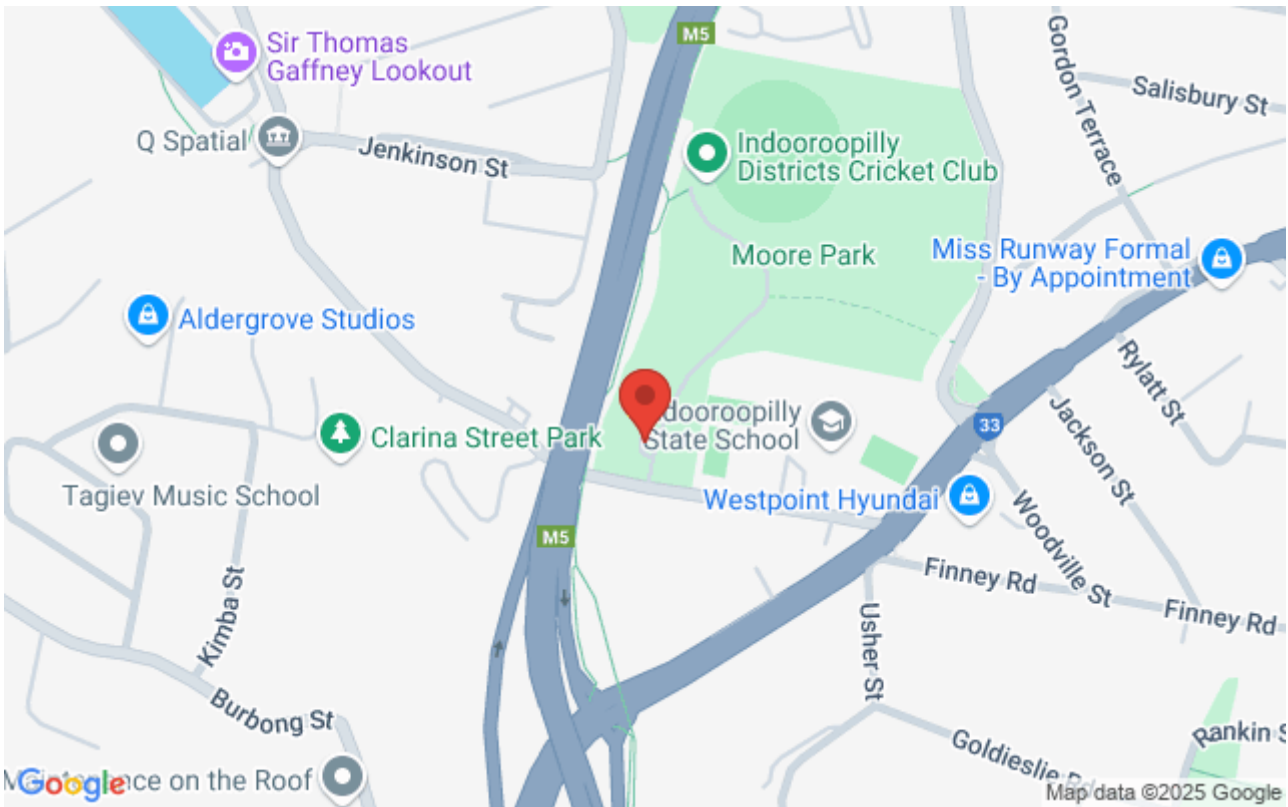 M5
Sir Thomas
Gaffney Lookout
Gordon Terrace
Salisbury St
Q Spatial
Jenkinson St
Indooroopilly
Districts Cricket Club
Moore Park
Miss Runway Formal
- By Appointment
Aldergrove Studios
Rylatt St
Jackson St
33
dooroopilly
State School
Clarina Street Park
Tagiev Music School
Westpoint Hyundai
Woodville St
M5
Finney Rd
Finney Rd
Kimba St
Usher St
Burbong St
Goldieslie
Rankin S
on the Roof
Google
Map data ©2025 Google